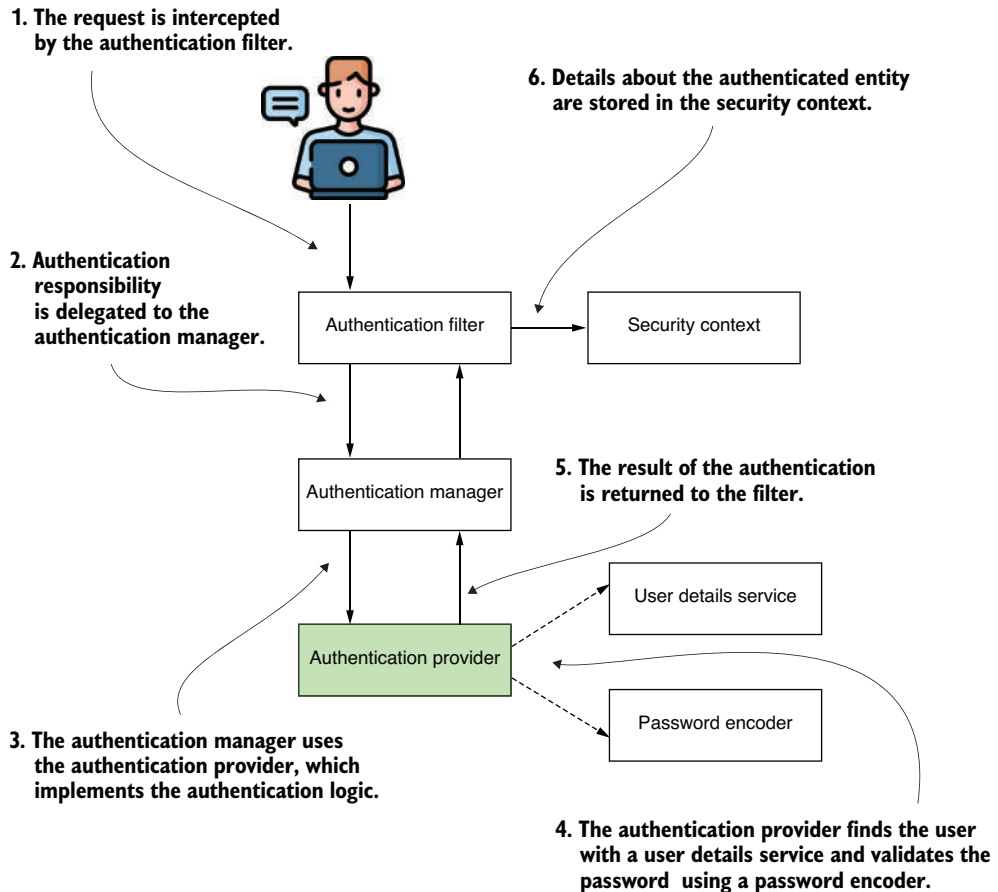 1. The request is intercepted
by the authentication filter.
6. Details about the authenticated entity
are stored in the security context.
2. Authentication
responsibility
is delegated to the
authentication manager.
Authentication filter
Security context
Authentication manager
5. The result of the authentication
is returned to the filter.
User details service
Authentication provider
Password encoder
3. The authentication manager uses
the authentication provider, which
implements the authentication logic.
4. The authentication provider finds the user
with a user details service and validates the
password using a password encoder.